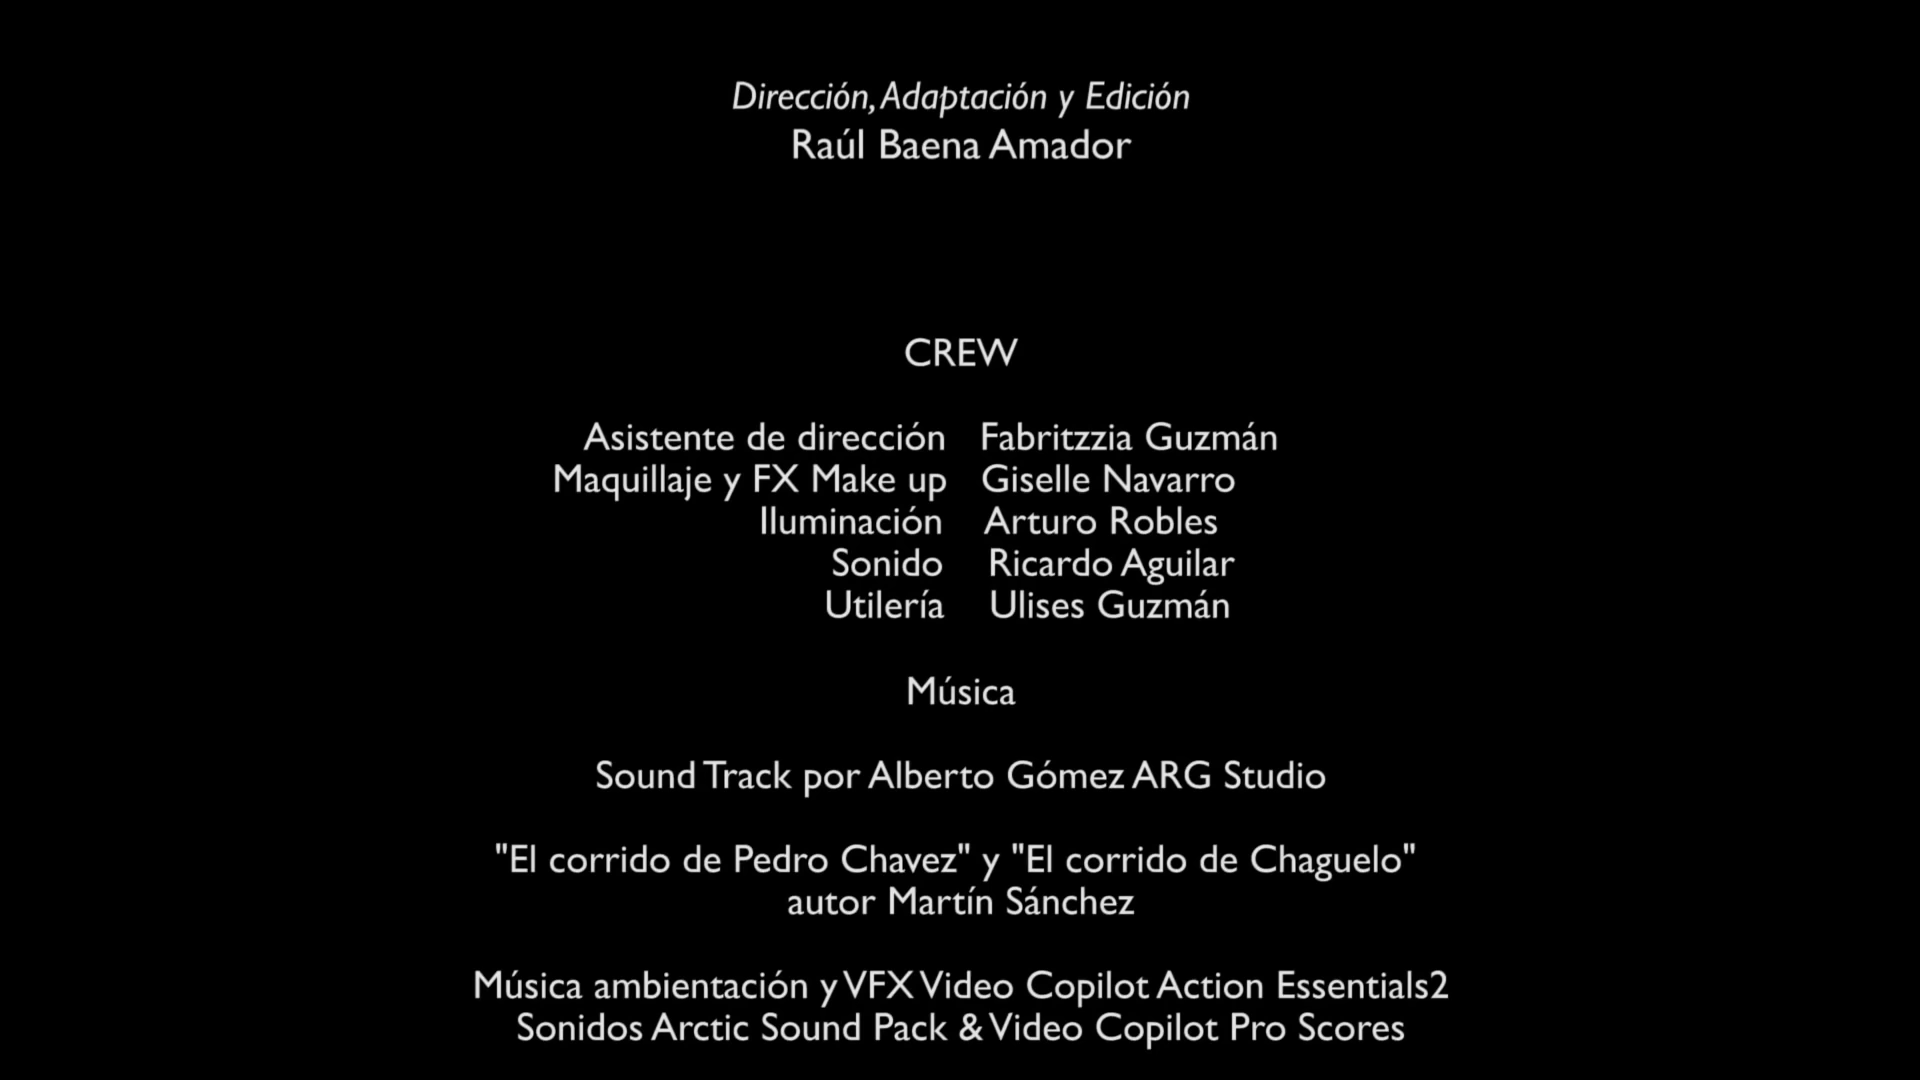 Dirección, Adaptación y Edición
Raúl Baena Amador
CREW
Asistente de dirección Fabritzzia Guzmán
Maquillaje y FX Make up Giselle Navarro
Iluminación Arturo Robles
Sonido Ricardo Aguilar
Utilería Ulises Guzmán
Música
Sound Track por Alberto Gómez ARG Studio
"El corrido de Pedro Chavez" y "El corrido de Chaguelo"
autor Martín Sánchez
Música ambientación y VFX Video Copilot Action Essentials2
Sonidos Arctic Sound Pack & Video Copilot Pro Scores